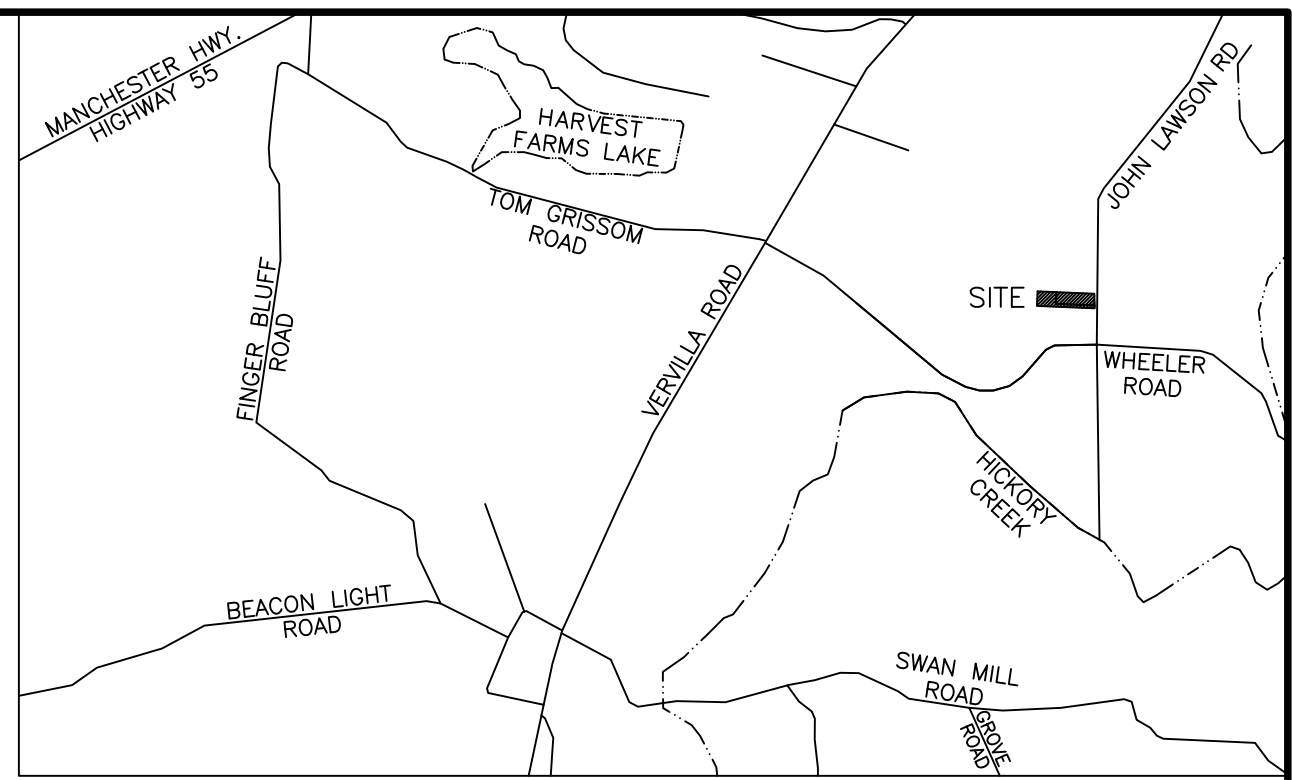 MANCHESTER HWY.
HIGHWAY 55
HARVEST
FARMS LAKE
JOHN LAWSON RD
TOM GRISSOM
ROAD
FINGER BLUFF
ROAD
VERVILLA ROAD
SITE
WHEELER
ROAD
HICKORY
CREEK
BEACON LIGHT
ROAD
SWAN MILL
ROAD
GROVE
ROAD